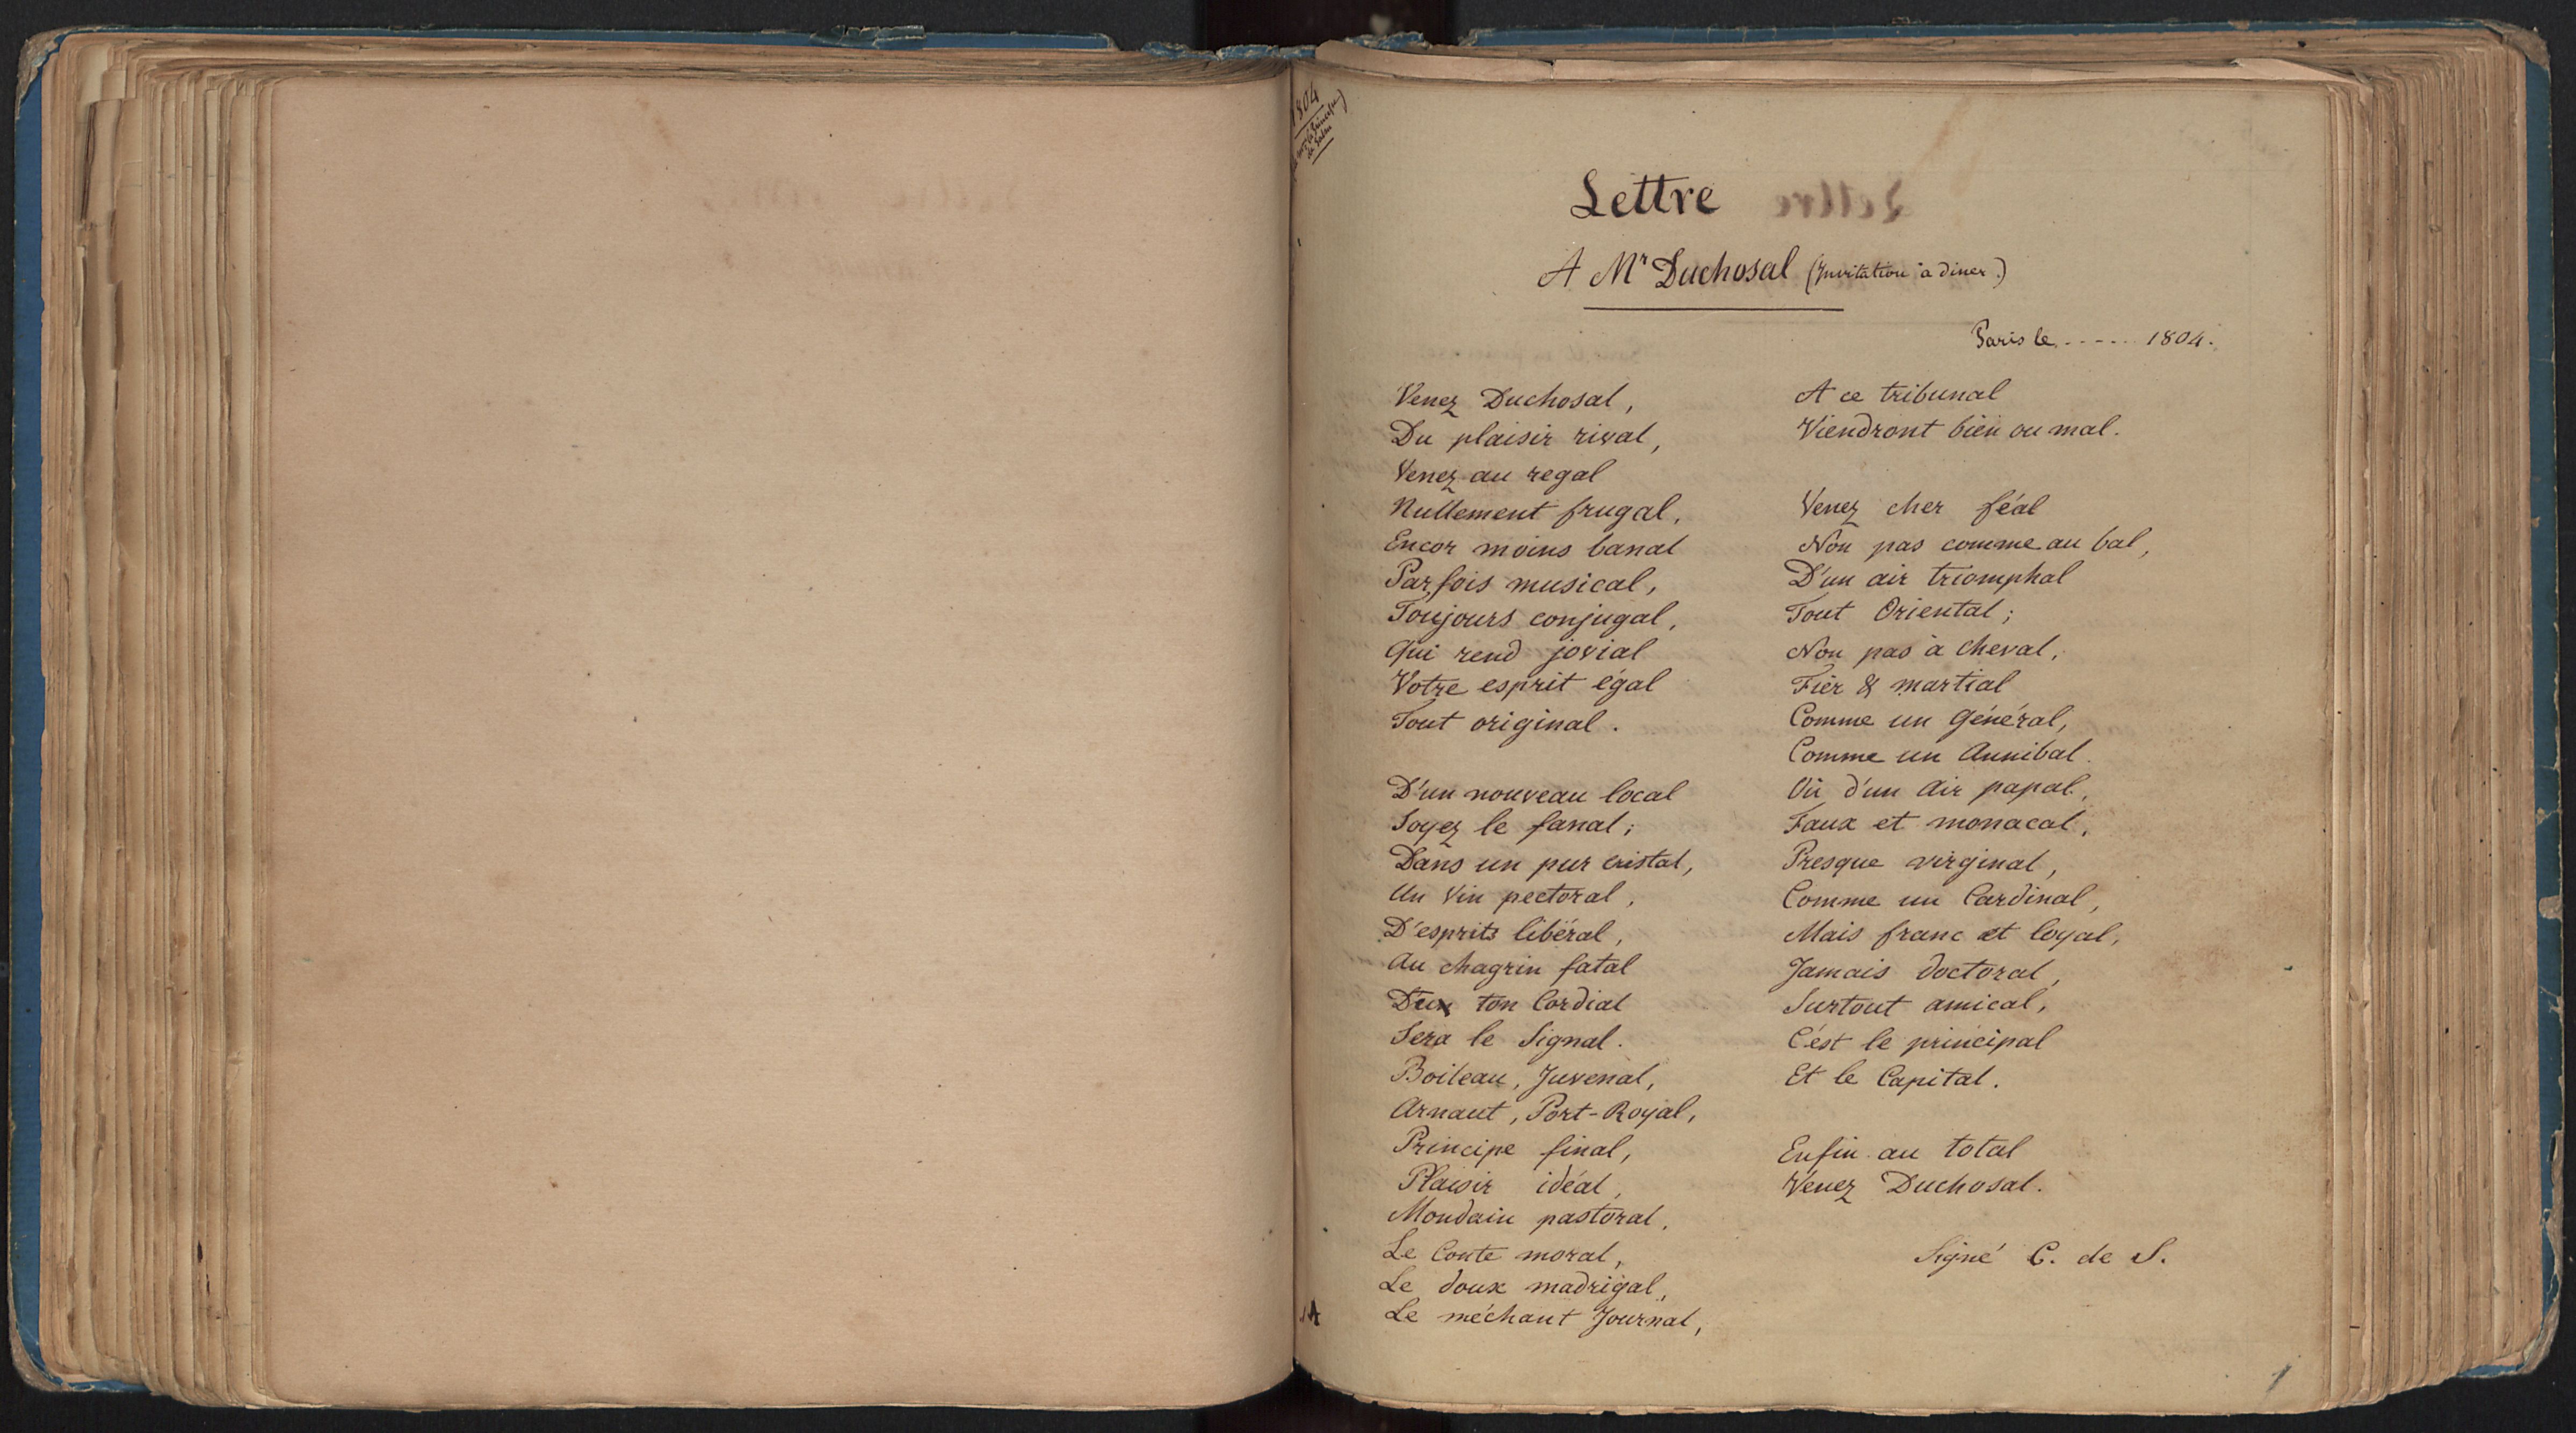 1804
Lettre
A Mr Duchosal (Invitation à diner.)
Paris le ------ 1804.
Venez Duchosal,
Du plaisir rival,
Venez au regal
Nullement frugal,
Encor moins banal
Parfois musical,
Toujours conjugal,
Qui rend jovial
Votre esprit egal
Tout original.
D'un nouveau local
Soyez le fanal;
Dans un pur cristal,
Un Vin pectoral,
D'esprits libéral,
Au chagrin fatal
D'un ton Cordial
Sera le Signal.
Boileau, Juvenal,
Arnaut, Port-Royal,
Principe final,
Plaisir idéal,
Mondain pastoral,
Le Conte moral,
Le doux madrigal,
Le méchant Journal,
A ce tribunal
Viendront bien ou mal.
Venez cher féal
Non pas comme au bal,
D'un air triomphal
Tout Oriental;
Non pas à cheval,
Fier & martial
Comme un Général,
Comme un Annibal.
Ou d'un air papal,
Faux et monacal,
Presque virginal,
Comme un Cardinal,
Mais franc et loyal,
Jamais doctoral,
Surtout amical,
C'est le principal
Et le Capital.
Enfin au total
Venez Duchosal.
Signé C. de S.